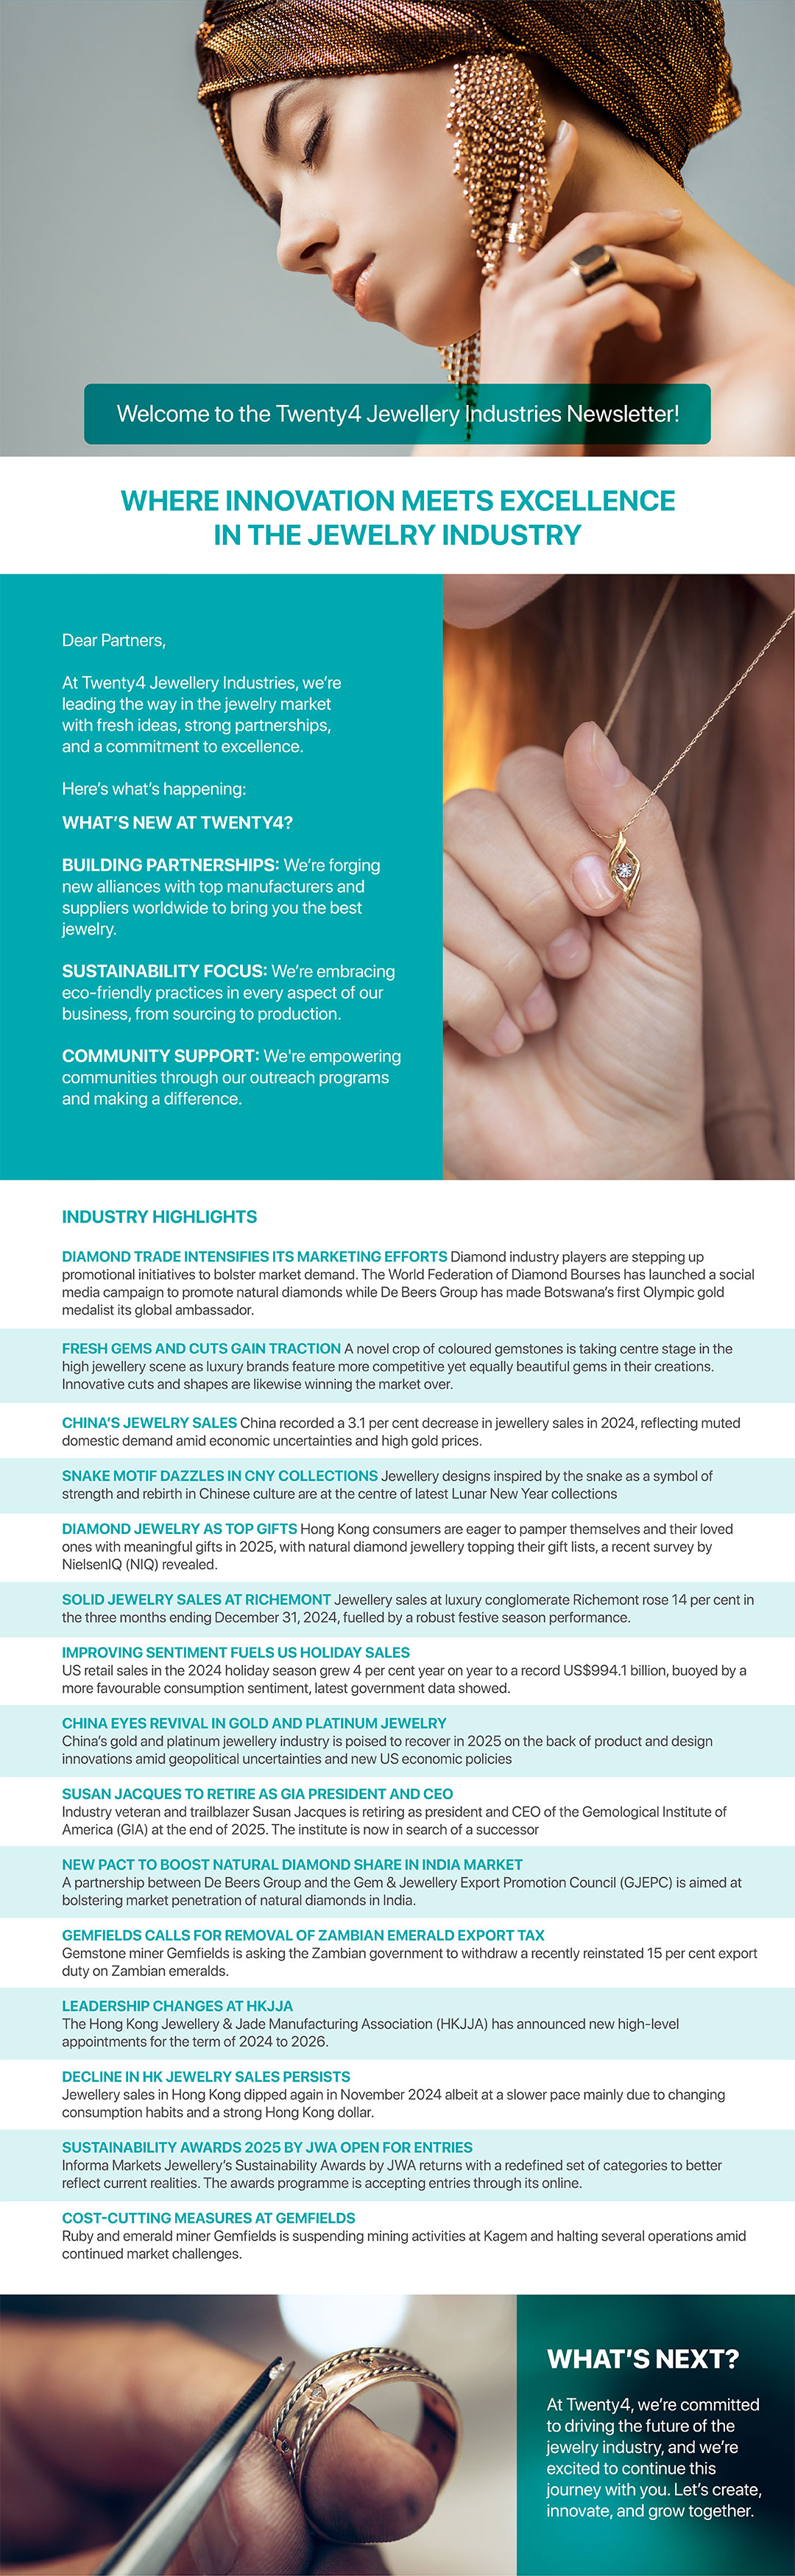 Welcome to the Twenty4 Jewellery Industries Newsletter!
WHERE INNOVATION MEETS EXCELLENCE
IN THE JEWELRY INDUSTRY
Dear Partners,
At Twenty4 Jewellery Industries, we're
leading the way in the jewelry market
with fresh ideas, strong partnerships,
and a commitment to excellence.
Here's what's happening:
WHAT'S NEW AT TWENTY4?
BUILDING PARTNERSHIPS: We're forging
new alliances with top manufacturers and
suppliers worldwide to bring you the best
jewelry.
SUSTAINABILITY FOCUS: We're embracing
eco-friendly practices in every aspect of our
business, from sourcing to production.
COMMUNITY SUPPORT: We're empowering
communities through our outreach programs
and making a difference.
INDUSTRY HIGHLIGHTS
DIAMOND TRADE INTENSIFIES ITS MARKETING EFFORTS Diamond industry players are stepping up
promotional initiatives to bolster market demand. The World Federation of Diamond Bourses has launched a social
media campaign to promote natural diamonds while De Beers Group has made Botswana's first Olympic gold
medalist its global ambassador.
FRESH GEMS AND CUTS GAIN TRACTION A novel crop of coloured gemstones is taking centre stage in the
high jewellery scene as luxury brands feature more competitive yet equally beautiful gems in their creations.
Innovative cuts and shapes are likewise winning the market over.
CHINA'S JEWELRY SALES China recorded a 3.1 per cent decrease in jewellery sales in 2024, reflecting muted
domestic demand amid economic uncertainties and high gold prices.
SNAKE MOTIF DAZZLES IN CNY COLLECTIONS Jewellery designs inspired by the snake as a symbol of
strength and rebirth in Chinese culture are at the centre of latest Lunar New Year collections
DIAMOND JEWELRY AS TOP GIFTS Hong Kong consumers are eager to pamper themselves and their loved
ones with meaningful gifts in 2025, with natural diamond jewellery topping their gift lists, a recent survey by
NielsenIQ (NIQ) revealed.
SOLID JEWELRY SALES AT RICHEMONT Jewellery sales at luxury conglomerate Richemont rose 14 per cent in
the three months ending December 31, 2024, fuelled by a robust festive season performance.
IMPROVING SENTIMENT FUELS US HOLIDAY SALES
US retail sales in the 2024 holiday season grew 4 per cent year on year to a record US$994.1 billion, buoyed by a
more favourable consumption sentiment, latest government data showed.
CHINA EYES REVIVAL IN GOLD AND PLATINUM JEWELRY
China's gold and platinum jewellery industry is poised to recover in 2025 on the back of product and design
innovations amid geopolitical uncertainties and new US economic policies
SUSAN JACQUES TO RETIRE AS GIA PRESIDENT AND CEO
Industry veteran and trailblazer Susan Jacques is retiring as president and CEO of the Gemological Institute of
America (GIA) at the end of 2025. The institute is now in search of a successor
NEW PACT TO BOOST NATURAL DIAMOND SHARE IN INDIA MARKET
A partnership between De Beers Group and the Gem & Jewellery Export Promotion Council (GJEPC) is aimed at
bolstering market penetration of natural diamonds in India.
GEMFIELDS CALLS FOR REMOVAL OF ZAMBIAN EMERALD EXPORT TAX
Gemstone miner Gemfields is asking the Zambian government to withdraw a recently reinstated 15 per cent export
duty on Zambian emeralds.
LEADERSHIP CHANGES AT HKJJA
The Hong Kong Jewellery & Jade Manufacturing Association (HKJJA) has announced new high-level
appointments for the term of 2024 to 2026.
DECLINE IN HK JEWELRY SALES PERSISTS
Jewellery sales in Hong Kong dipped again in November 2024 albeit at a slower pace mainly due to changing
consumption habits and a strong Hong Kong dollar.
SUSTAINABILITY AWARDS 2025 BY JWA OPEN FOR ENTRIES
Informa Markets Jewellery's Sustainability Awards by JWA returns with a redefined set of categories to better
reflect current realities. The awards programme is accepting entries through its online.
COST-CUTTING MEASURES AT GEMFIELDS
Ruby and emerald miner Gemfields is suspending mining activities at Kagem and halting several operations amid
continued market challenges.
WHAT'S NEXT?
At Twenty4, we're committed
to driving the future of the
jewelry industry, and we're
excited to continue this
journey with you. Let's create,
innovate, and grow together.